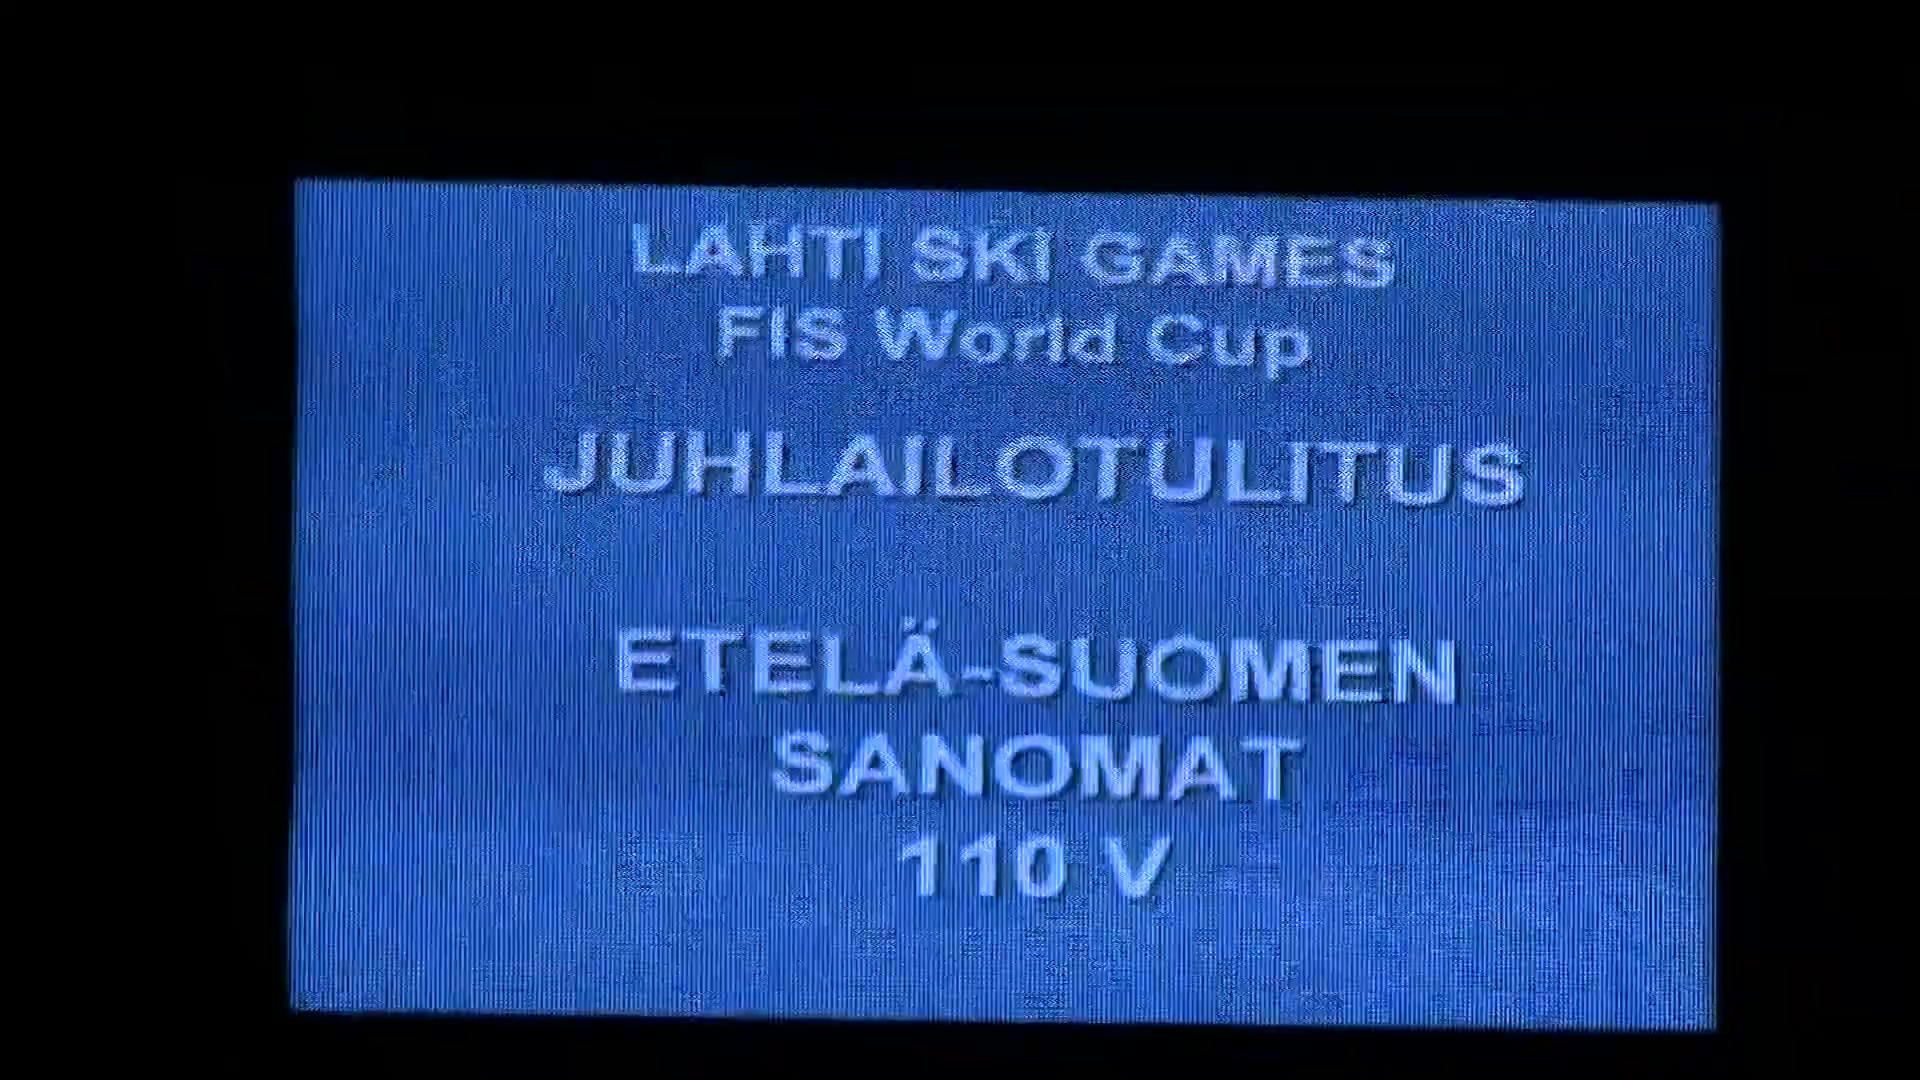 LAHTI SKI GAMES
FIS World Cup
JUHLAILOTULITUS
ETELÄ-SUOMEN
SANOMAT
110 V